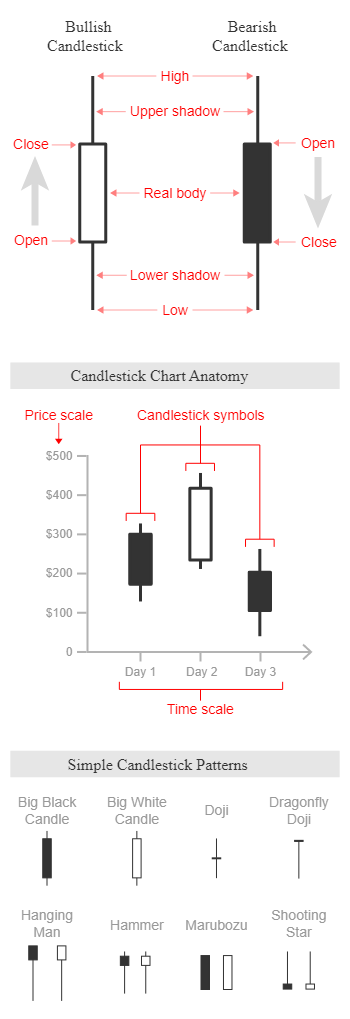 Bullish
Candlestick
Bearish
Candlestick
High
Upper shadow
Close
Open
Real body
Open
Close
Lower shadow
Low
Candlestick Chart Anatomy
Price scale
Candlestick symbols
$500
$400
$300
$200
$100
0
Day 1
Day 2
Day 3
Time scale
Simple Candlestick Patterns
Big Black
Candle
Big White
Candle
Doji
Dragonfly
Doji
Hanging
Man
Hammer
Marubozu
Shooting
Star